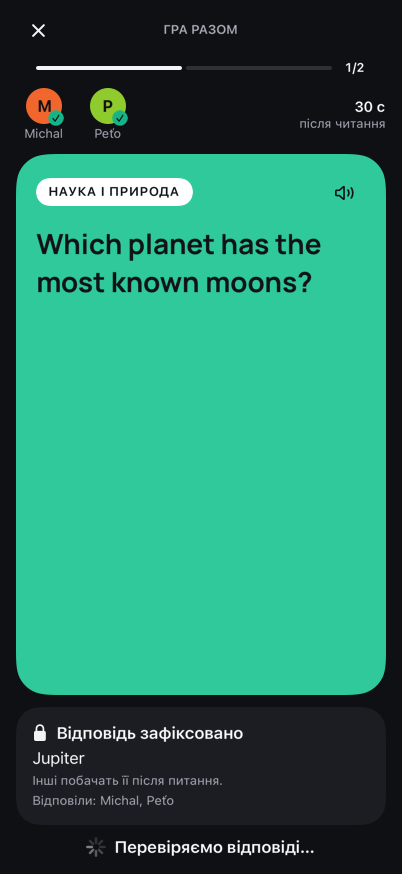 ГРА РАЗОМ
1/2
M
P
Michal
Peťo
30 с
після читання
НАУКА І ПРИРОДА
Which planet has the
most known moons?
Відповідь зафіксовано
Jupiter
Інші побачать її після питання.
Відповіли: Michal, Peťo
Перевіряємо відповіді...